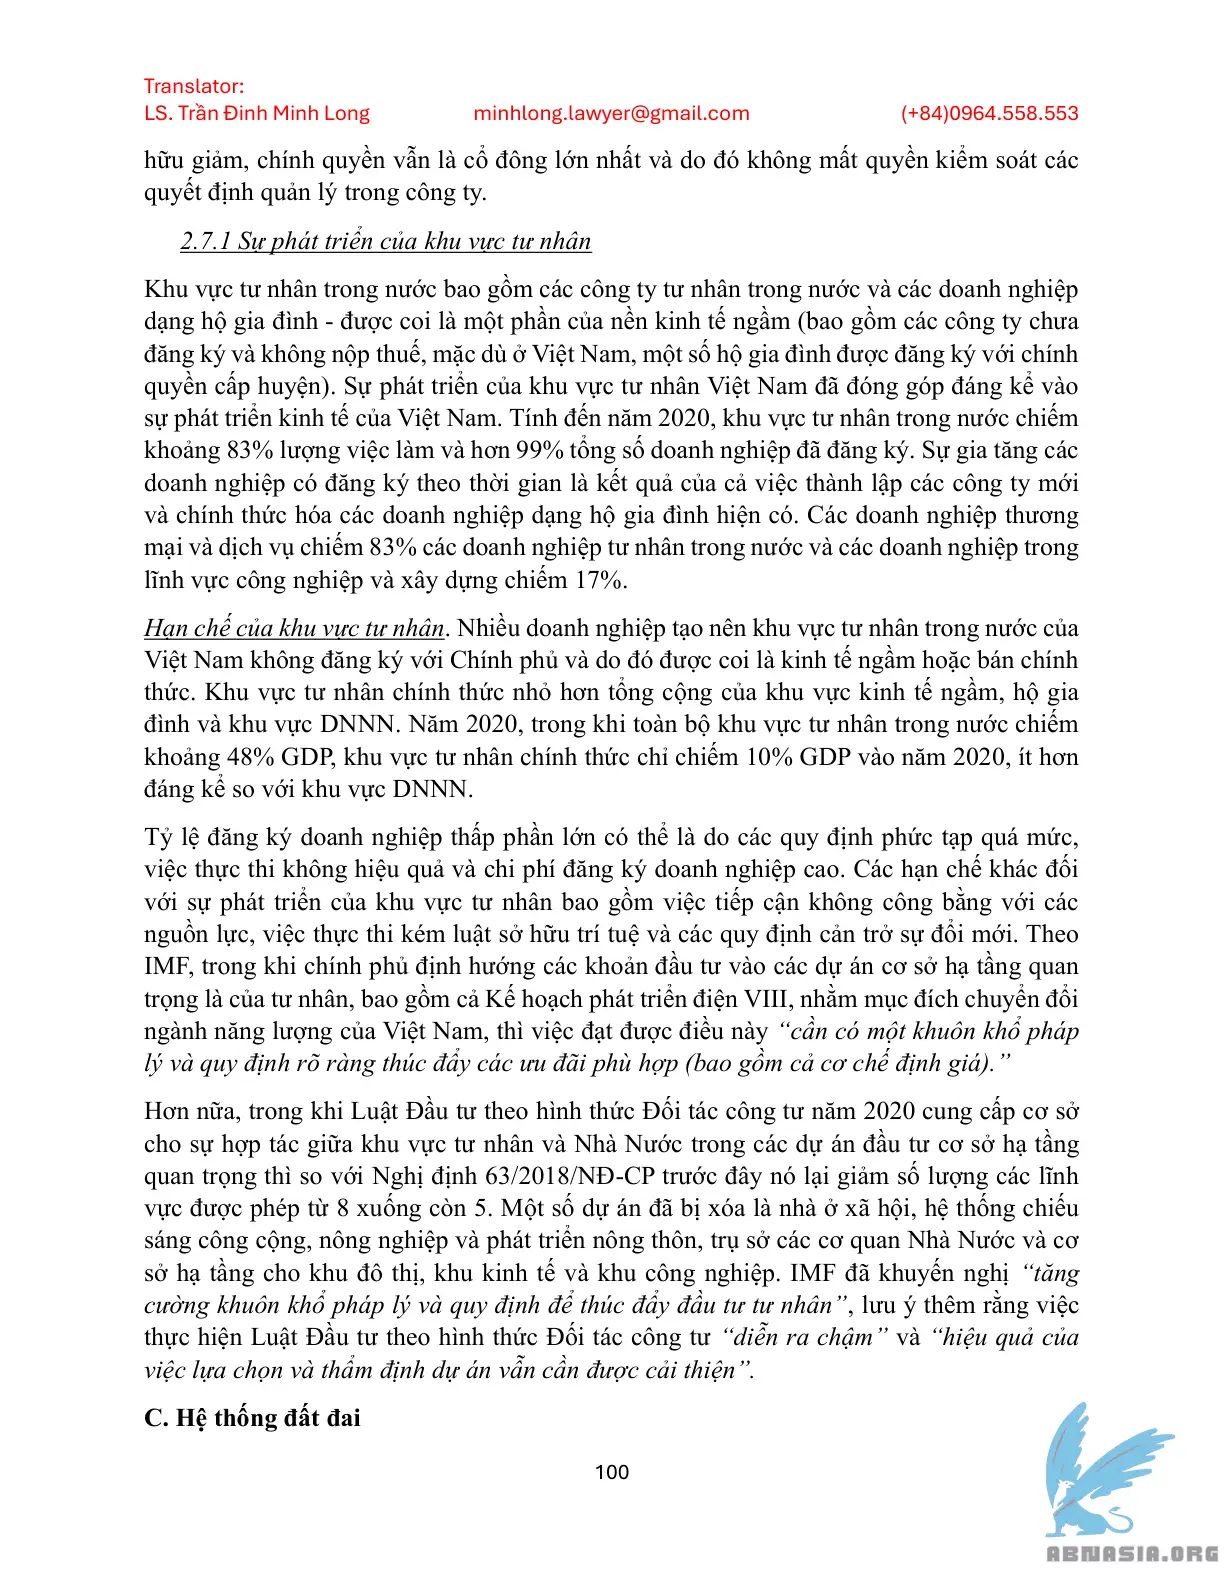 Translator:
LS. Trần Đình Minh Long minhlong.lawyer@gmail.com (+84)0964.558.553
hữu giảm, chính quyền vẫn là cổ đông lớn nhất và do đó không mất quyền kiểm soát các
quyết định quản lý trong công ty.
2.7.1 Sự phát triển của khu vực tư nhân
Khu vực tư nhân trong nước bao gồm các công ty tư nhân trong nước và các doanh nghiệp
dạng hộ gia đình - được coi là một phần của nền kinh tế ngầm (bao gồm các công ty chưa
đăng ký và không nộp thuế, mặc dù ở Việt Nam, một số hộ gia đình được đăng ký với chính
quyền cấp huyện). Sự phát triển của khu vực tư nhân Việt Nam đã đóng góp đáng kể vào
sự phát triển kinh tế của Việt Nam. Tính đến năm 2020, khu vực tư nhân trong nước chiếm
khoảng 83% lượng việc làm và hơn 99% tổng số doanh nghiệp đã đăng ký. Sự gia tăng các
doanh nghiệp có đăng ký theo thời gian là kết quả của cả việc thành lập các công ty mới
và chính thức hóa các doanh nghiệp dạng hộ gia đình hiện có. Các doanh nghiệp thương
mại và dịch vụ chiếm 83% các doanh nghiệp tư nhân trong nước và các doanh nghiệp trong
lĩnh vực công nghiệp và xây dựng chiếm 17%.
Hạn chế của khu vực tư nhân. Nhiều doanh nghiệp tạo nên khu vực tư nhân trong nước của
Việt Nam không đăng ký với Chính phủ và do đó được coi là kinh tế ngầm hoặc bán chính
thức. Khu vực tư nhân chính thức nhỏ hơn tổng cộng của khu vực kinh tế ngầm, hộ gia
đình và khu vực DNNN. Năm 2020, trong khi toàn bộ khu vực tư nhân trong nước chiếm
khoảng 48% GDP, khu vực tư nhân chính thức chỉ chiếm 10% GDP vào năm 2020, ít hơn
đáng kể so với khu vực DNNN.
Tỷ lệ đăng ký doanh nghiệp thấp phần lớn có thể là do các quy định phức tạp quá mức,
việc thực thi không hiệu quả và chi phí đăng ký doanh nghiệp cao. Các hạn chế khác đối
với sự phát triển của khu vực tư nhân bao gồm việc tiếp cận không công bằng với các
nguồn lực, việc thực thi kém luật sở hữu trí tuệ và các quy định cản trở sự đổi mới. Theo
IMF, trong khi chính phủ định hướng các khoản đầu tư vào các dự án cơ sở hạ tầng quan
trọng là của tư nhân, bao gồm cả Kế hoạch phát triển điện VIII, nhằm mục đích chuyển đổi
ngành năng lượng của Việt Nam, thì việc đạt được điều này “cần có một khuôn khổ pháp
lý và quy định rõ ràng thúc đẩy các ưu đãi phù hợp (bao gồm cả cơ chế định giá).”
Hơn nữa, trong khi Luật Đầu tư theo hình thức Đối tác công tư năm 2020 cung cấp cơ sở
cho sự hợp tác giữa khu vực tư nhân và Nhà Nước trong các dự án đầu tư cơ sở hạ tầng
quan trọng thì so với Nghị định 63/2018/NĐ-CP trước đây nó lại giảm số lượng các lĩnh
vực được phép từ 8 xuống còn 5. Một số dự án đã bị xóa là nhà ở xã hội, hệ thống chiếu
sáng công cộng, nông nghiệp và phát triển nông thôn, trụ sở các cơ quan Nhà Nước và cơ
sở hạ tầng cho khu đô thị, khu kinh tế và khu công nghiệp. IMF đã khuyến nghị “tăng
cường khuôn khổ pháp lý và quy định để thúc đẩy đầu tư tư nhân”, lưu ý thêm rằng việc
thực hiện Luật Đầu tư theo hình thức Đối tác công tư “diễn ra chậm” và “hiệu quả của
việc lựa chọn và thẩm định dự án vẫn cần được cải thiện”.
C. Hệ thống đất đai
100
ABNASIA.ORG